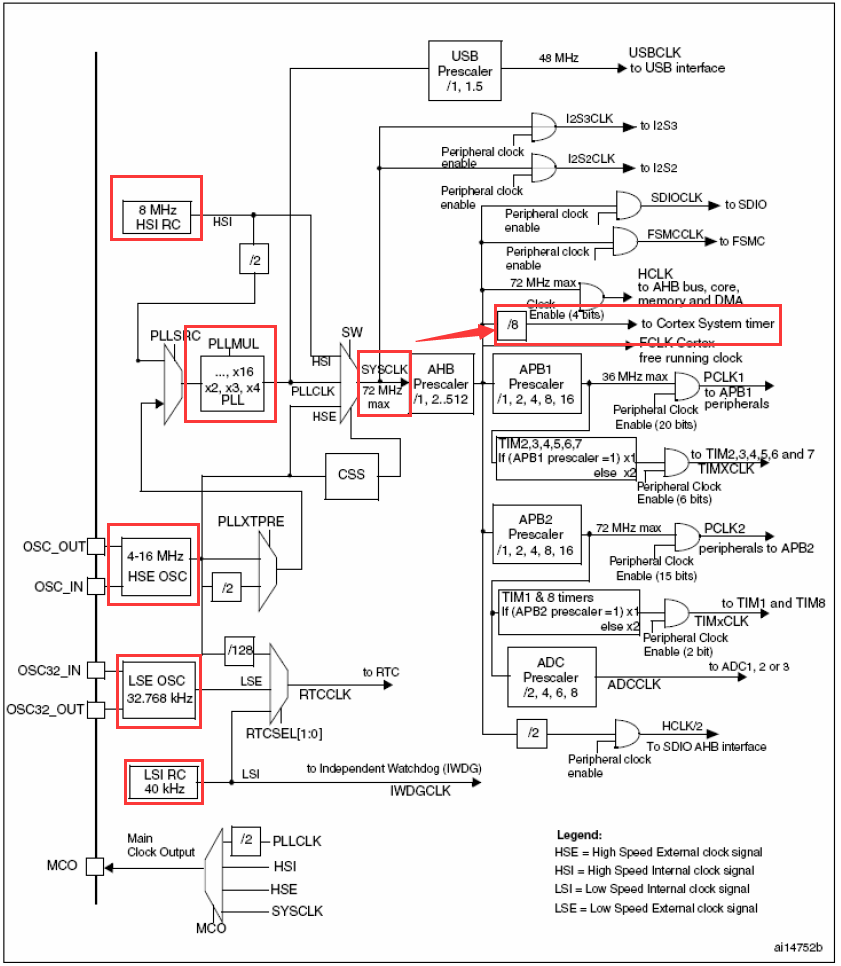 USB
Prescaler
/1, 1.5
48 MHz
USBCLK
to USB interface
I2S3CLK
to I2S3
Peripheral clock
enable
I2S2CLK
to I2S2
Peripheral clock
enable
8 MHz
HSI RC
HSI
/2
SDIOCLK
to SDIO
Peripheral clock
enable
FSMCCLK
to FSMC
Peripheral clock
enable
72 MHz max
Clock
Enable (4 bits)
HCLK
to AHB bus, core,
memory and DMA
/8
to Cortex System timer
FCLK Cortex
free running clock
PLLSRC
PLLMUL
..., x16
x2, x3, x4
PLL
SW
HSI
PLLCLK
HSE
SYSCLK
72 MHz
max
AHB
Prescaler
/1, 2..512
APB1
Prescaler
/1, 2, 4, 8, 16
36 MHz max
PCLK1
to APB1
peripherals
Peripheral Clock
Enable (20 bits)
TIM2,3,4,5,6,7
If (APB1 prescaler =1) x1
else x2
to TIM2,3,4,5,6 and 7
TIMXCLK
Peripheral Clock
Enable (6 bits)
CSS
PLLXTPRE
OSC_OUT
OSC_IN
4-16 MHz
HSE OSC
/2
APB2
Prescaler
/1, 2, 4, 8, 16
72 MHz max
PCLK2
peripherals to APB2
Peripheral Clock
Enable (15 bits)
TIM1 & 8 timers
If (APB2 prescaler =1) x1
else x2
to TIM1 and TIM8
TIMxCLK
Peripheral Clock
Enable (2 bit)
/128
OSC32_IN
OSC32_OUT
LSE OSC
32.768 kHz
LSE
to RTC
RTCCLK
RTCSEL[1:0]
ADC
Prescaler
/2, 4, 6, 8
to ADC1, 2 or 3
ADCCLK
/2
HCLK/2
To SDIO AHB interface
Peripheral clock
enable
LSI RC
40 kHz
LSI
to Independent Watchdog (IWDG)
IWDGCLK
Main
Clock Output
MCO
/2
PLLCLK
HSI
HSE
SYSCLK
MCO
Legend:
HSE = High Speed External clock signal
HSI = High Speed Internal clock signal
LSI = Low Speed Internal clock signal
LSE = Low Speed External clock signal
ai14752b